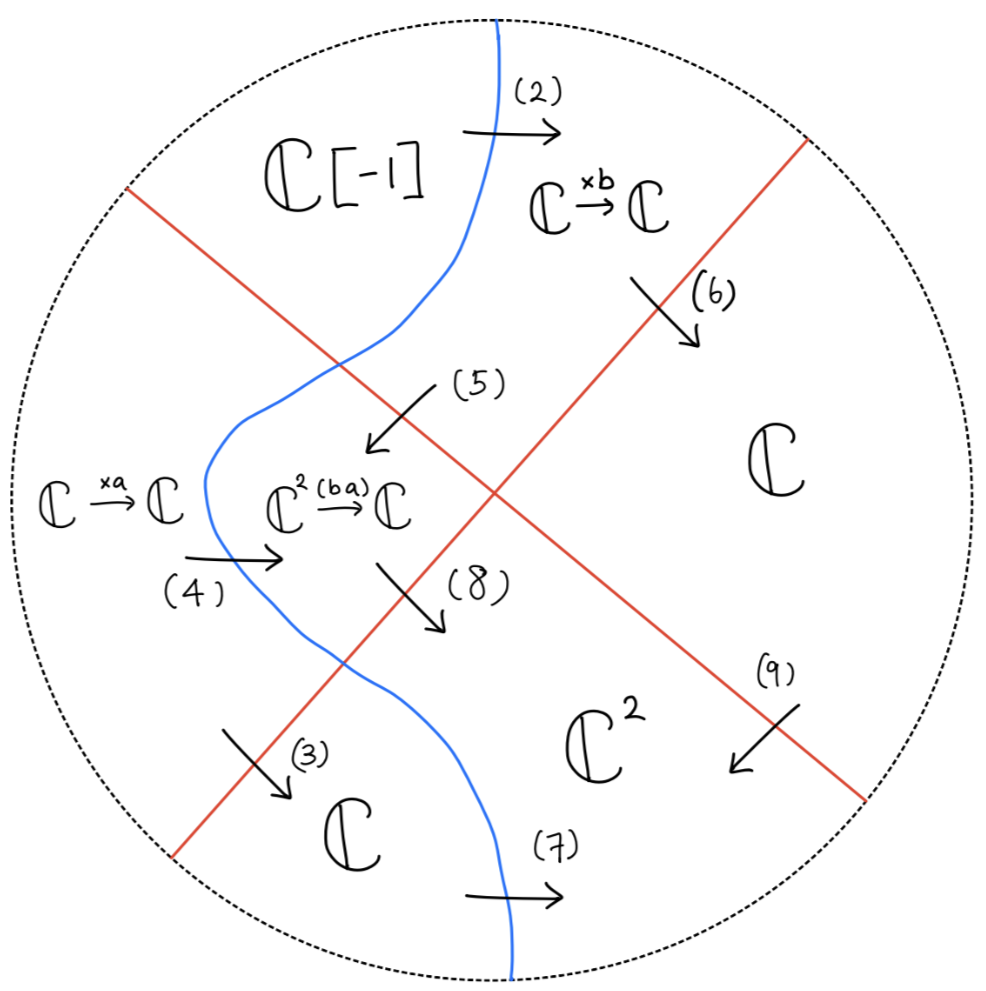 (2)
ℂ[-1]
ℂ ×b→ ℂ
(6)
(5)
ℂ
ℂ ×a→ ℂ
ℂ² (b a)→ ℂ
(4)
(8)
(9)
ℂ²
(3)
ℂ
(7)